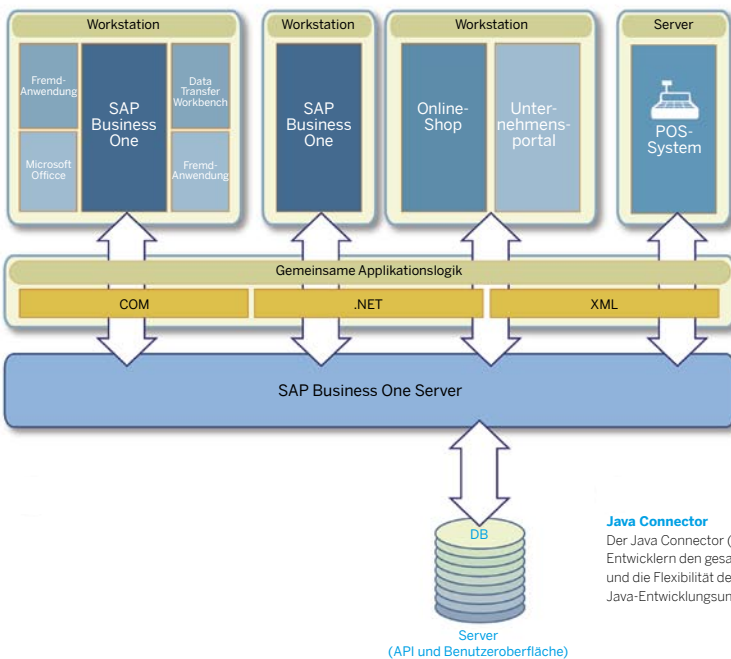 Workstation
Workstation
Workstation
Server
Fremd-
Anwendung
SAP
Business
One
Data
Transfer
Workbench
Microsoft
Officce
Fremd-
Anwendung
SAP
Business
One
Online-
Shop
Unter-
nehmens-
portal
POS-
System
Gemeinsame Applikationslogik
COM
.NET
XML
SAP Business One Server
DB
Server
(API und Benutzeroberfläche)
Java Connector
Der Java Connector (
Entwicklern den gesa
und die Flexibilität de
Java-Entwicklungsun